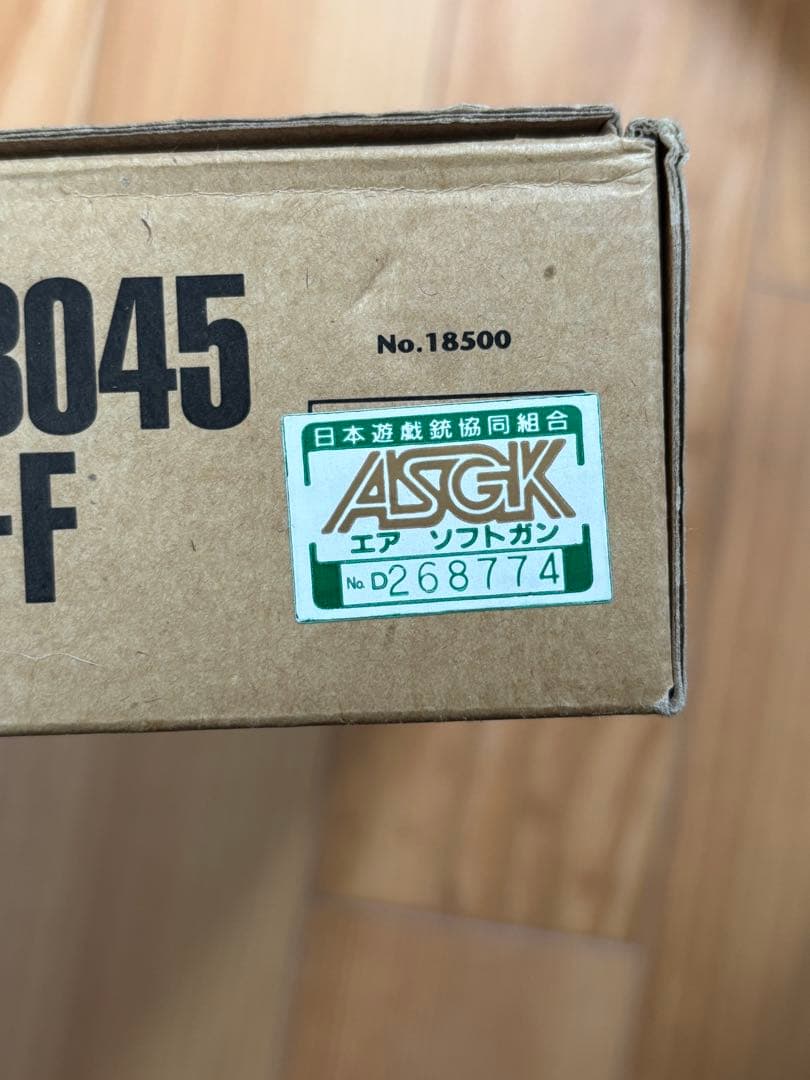 3045
-F
No.18500
日本遊戯銃協同組合
ASGK
エア ソフトガン
No. D268774